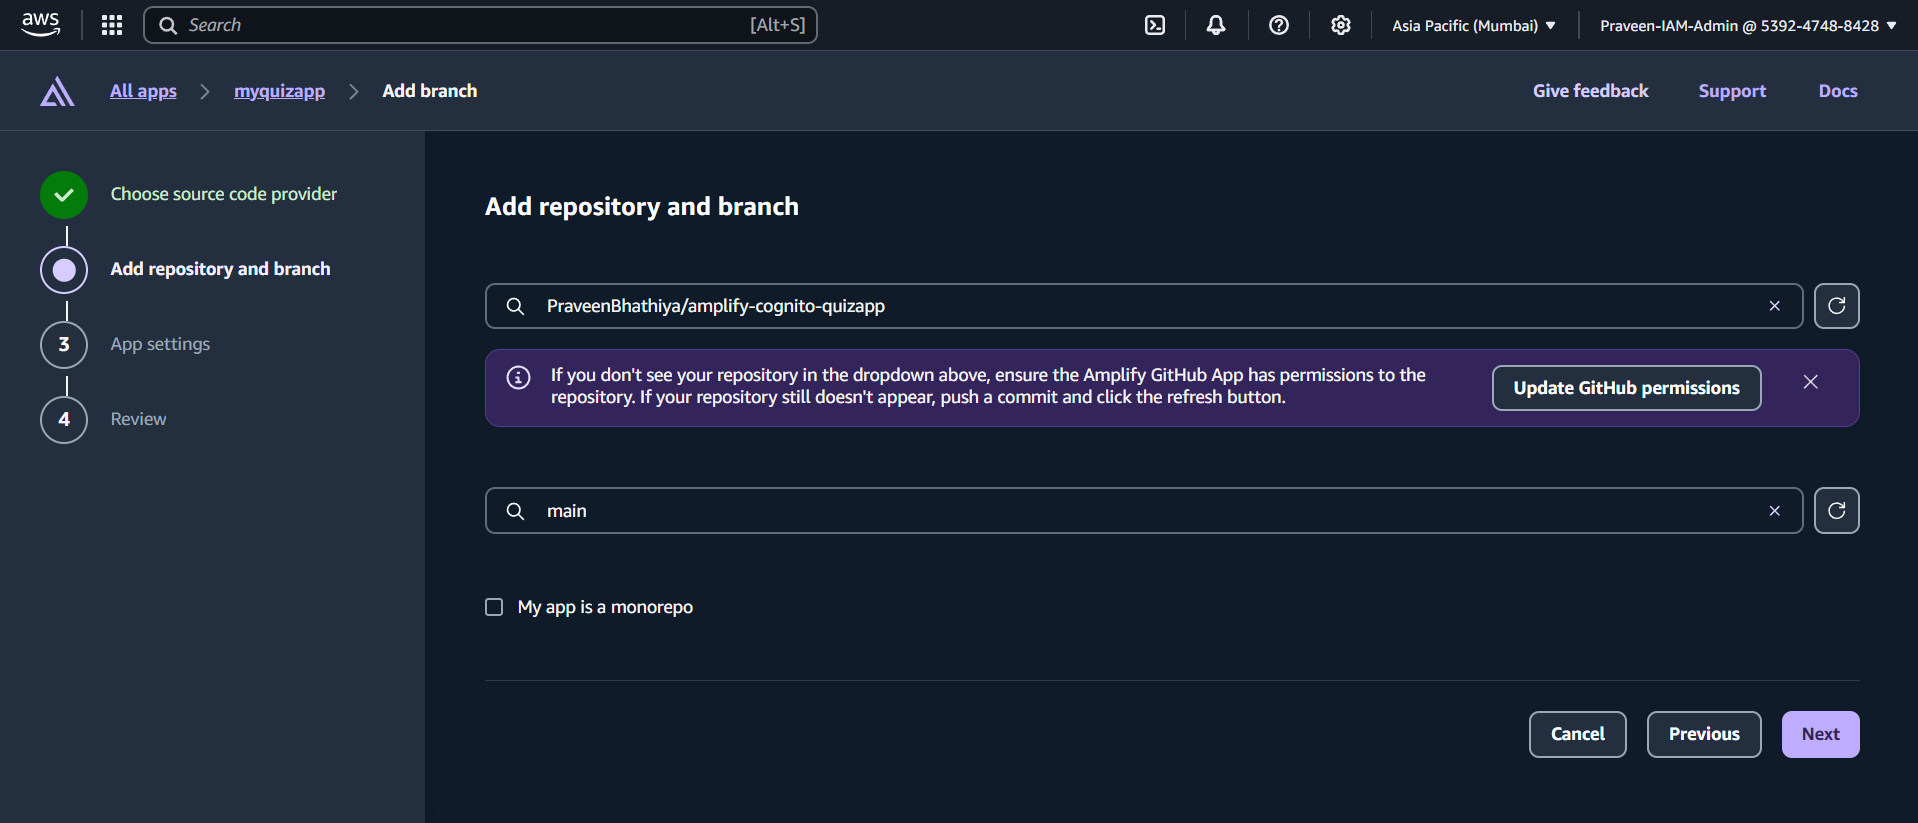 aws
Search [Alt+S]
Asia Pacific (Mumbai)
Praveen-IAM-Admin @ 5392-4748-8428
All apps
myquizapp
Add branch
Give feedback
Support
Docs
Choose source code provider
Add repository and branch
3 App settings
4 Review
Add repository and branch
PraveenBhathiya/amplify-cognito-quizapp
If you don't see your repository in the dropdown above, ensure the Amplify GitHub App has permissions to the
repository. If your repository still doesn't appear, push a commit and click the refresh button.
Update GitHub permissions
main
My app is a monorepo
Cancel
Previous
Next